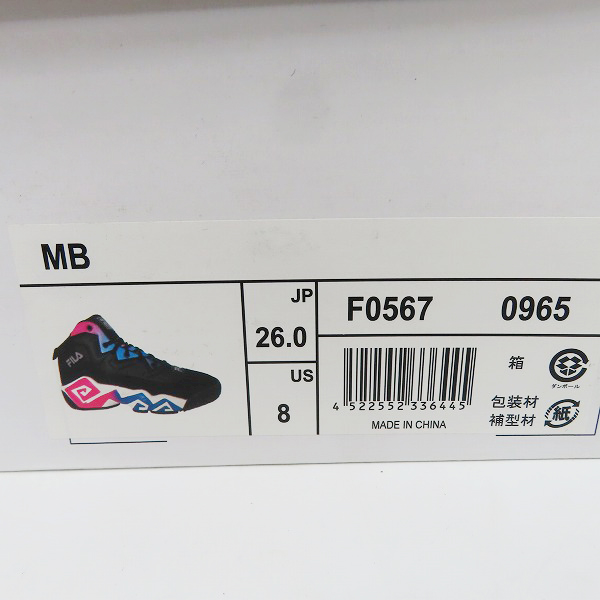 MB
FILA
JP
26.0
US
8
F0567 0965
4 522552 336445
MADE IN CHINA
箱
ダンボール
包装材
補型材
紙